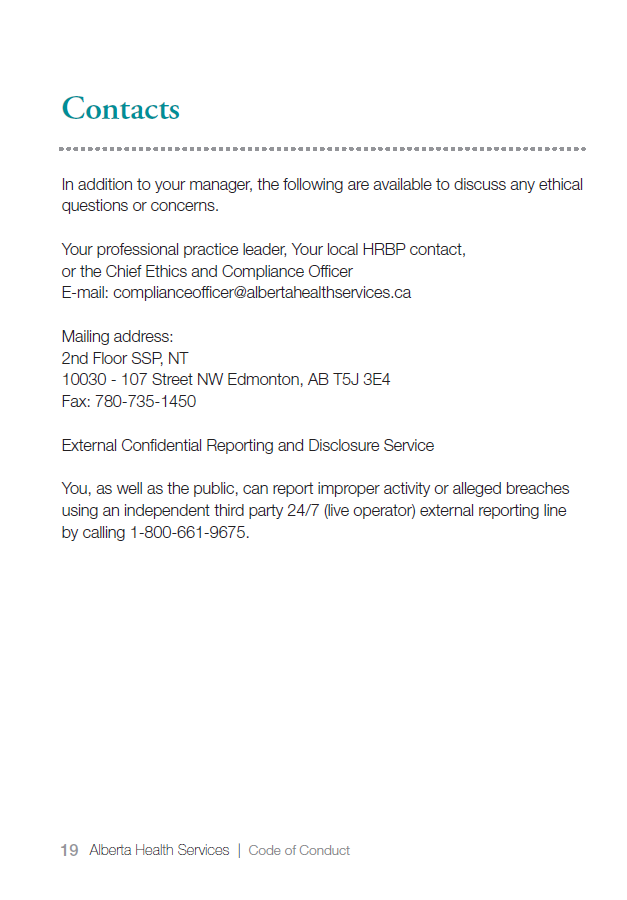 Contacts
In addition to your manager, the following are available to discuss any ethical
questions or concerns.
Your professional practice leader, Your local HRBP contact,
or the Chief Ethics and Compliance Officer
E-mail: complianceofficer@albertahealthservices.ca
Mailing address:
2nd Floor SSP, NT
10030 - 107 Street NW Edmonton, AB T5J 3E4
Fax: 780-735-1450
External Confidential Reporting and Disclosure Service
You, as well as the public, can report improper activity or alleged breaches
using an independent third party 24/7 (live operator) external reporting line
by calling 1-800-661-9675.
19 Alberta Health Services | Code of Conduct